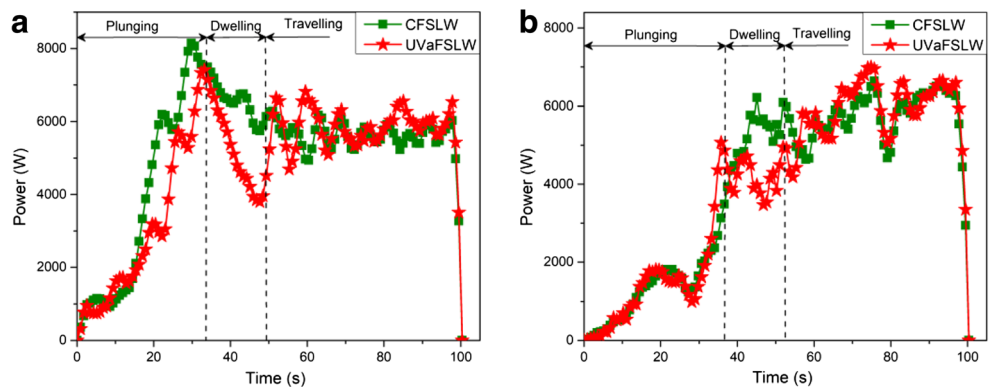 a
Plunging
Dwelling
Travelling
CFSLW
UVaFSLW
8000
6000
4000
2000
0
Power (W)
0 20 40 60 80 100
Time (s)
b
Plunging
Dwelling
Travelling
CFSLW
UVaFSLW
8000
6000
4000
2000
0
Power (W)
0 20 40 60 80 100
Time (s)